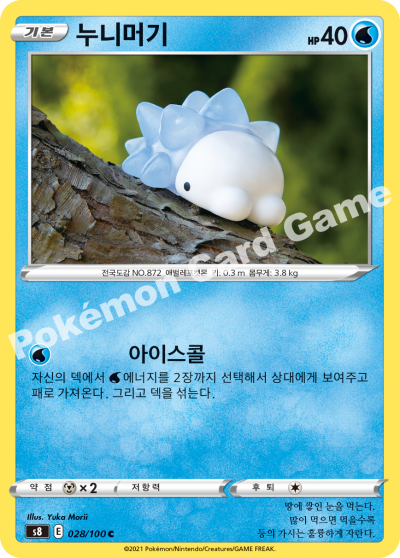 기본 누니머기 HP 40
전국도감 NO.872 애벌레포켓몬 키: 0.3 m 몸무게: 3.8 kg
Pokémon Card Game
아이스콜
자신의 덱에서 에너지를 2장까지 선택해서 상대에게 보여주고
패로 가져온다. 그리고 덱을 섞는다.
약점 ×2 저항력 후퇴
Illus. Yuka Morii
s8 E 028/100 C
땅에 쌓인 눈을 먹는다.
많이 먹으면 먹을수록
등의 가시는 훌륭하게 자란다.
©2021 Pokémon/Nintendo/Creatures/GAME FREAK.